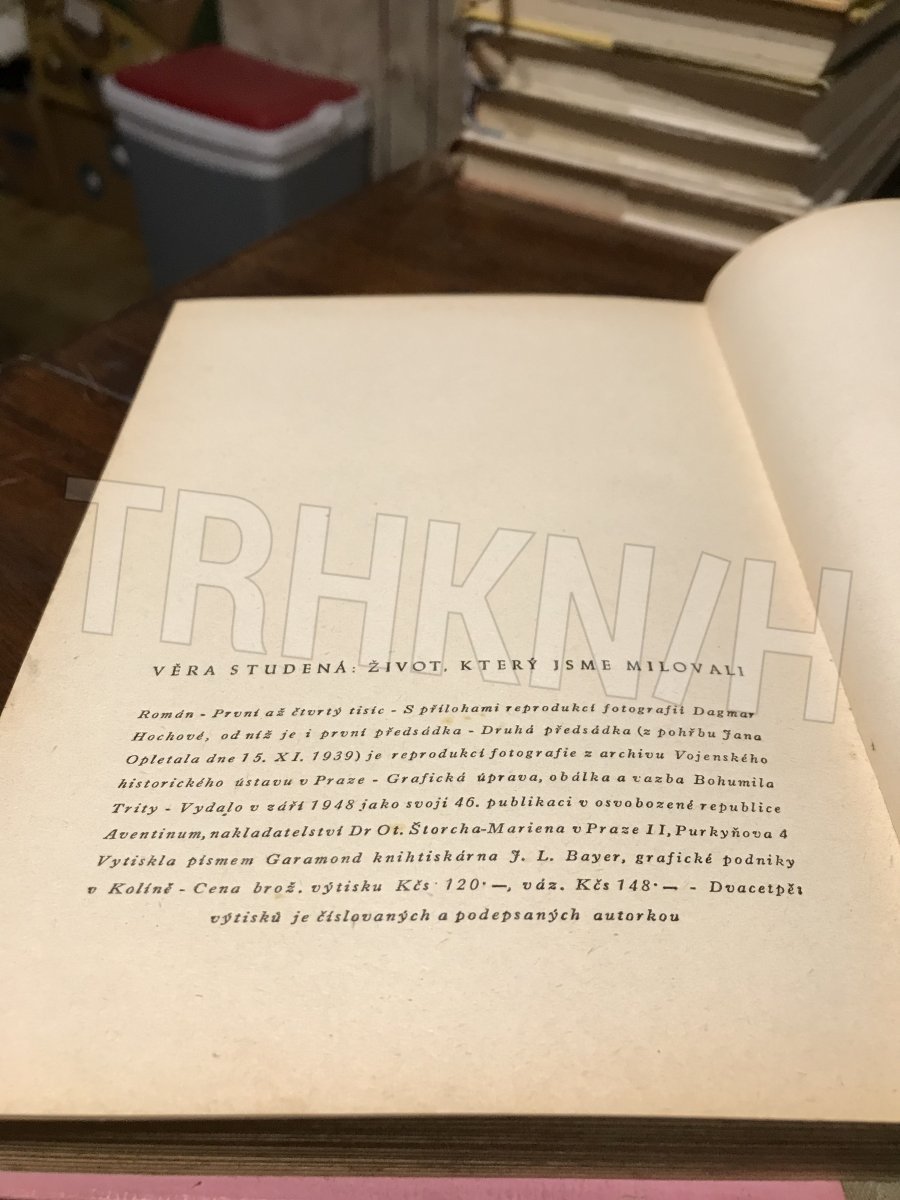 TRHKN/H
VĚRA STUDENÁ: ŽIVOT, KTERÝ JSME MILOVALI
Román - První až čtvrtý tisíc - S přílohami reprodukcí fotografií Dagmar
Hochové, od níž je i první předsádka - Druhá předsádka (z pohřbu Jana
Opletala dne 15. XI. 1939) je reprodukcí fotografie z archivu Vojenského
historického ústavu v Praze - Grafická úprava, obálka a vazba Bohumila
Trity - Vydalo v září 1948 jako svoji 46. publikaci v osvobozené republice
Aventinum, nakladatelství Dr Ot. Štorcha-Mariena v Praze II, Purkyňova 4
Vytiskla písmem Garamond knihtiskárna J. L. Bayer, grafické podniky
v Kolíně - Cena brož. výtisku Kčs 120·—, váz. Kčs 148·— - Dvacetpět
výtisků je číslovaných a podepsaných autorkou